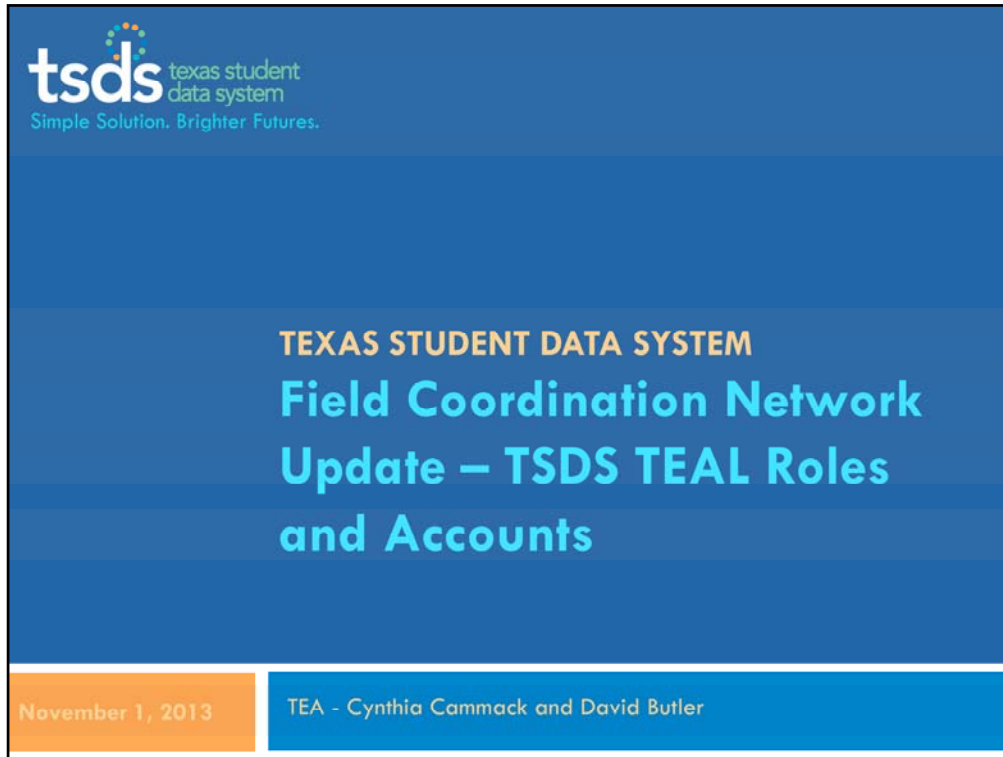 tsds texas student
data system
Simple Solution. Brighter Futures.
TEXAS STUDENT DATA SYSTEM
Field Coordination Network
Update – TSDS TEAL Roles
and Accounts
November 1, 2013
TEA - Cynthia Cammack and David Butler